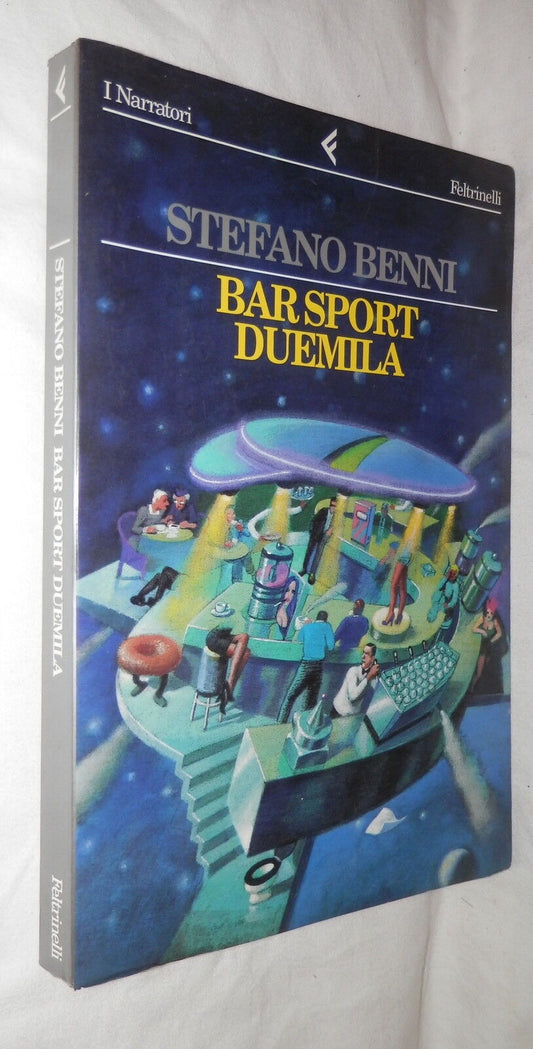 I Narratori
Feltrinelli
STEFANO BENNI
BAR SPORT
DUEMILA
STEFANO BENNI BAR SPORT DUEMILA
Feltrinelli